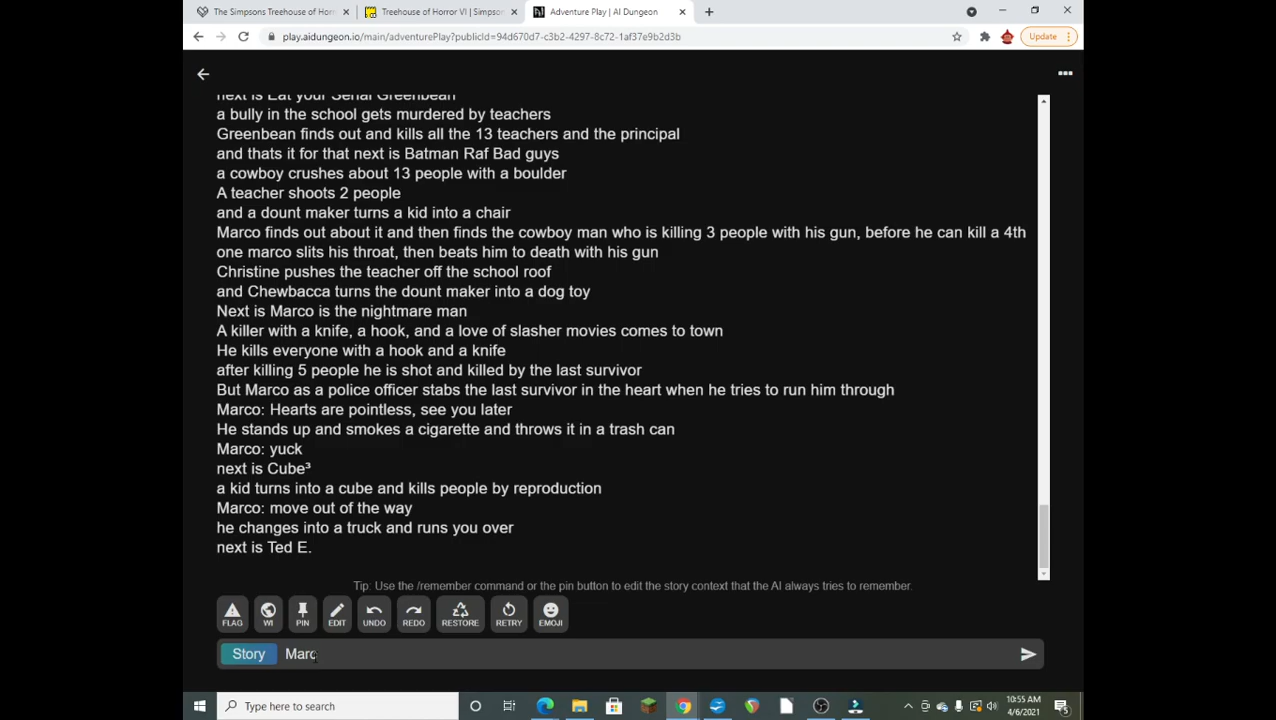 The Simpsons Treehouse of Horr
Treehouse of Horror VI | Simpson
Adventure Play | AI Dungeon
play.aidungeon.io/main/adventurePlay?publicId=94d670d7-c3b2-4297-8c72-1af37e9b2d3b
Update
next is Eat your Serial Greenbean
a bully in the school gets murdered by teachers
Greenbean finds out and kills all the 13 teachers and the principal
and thats it for that next is Batman Raf Bad guys
a cowboy crushes about 13 people with a boulder
A teacher shoots 2 people
and a dount maker turns a kid into a chair
Marco finds out about it and then finds the cowboy man who is killing 3 people with his gun, before he can kill a 4th
one marco slits his throat, then beats him to death with his gun
Christine pushes the teacher off the school roof
and Chewbacca turns the dount maker into a dog toy
Next is Marco is the nightmare man
A killer with a knife, a hook, and a love of slasher movies comes to town
He kills everyone with a hook and a knife
after killing 5 people he is shot and killed by the last survivor
But Marco as a police officer stabs the last survivor in the heart when he tries to run him through
Marco: Hearts are pointless, see you later
He stands up and smokes a cigarette and throws it in a trash can
Marco: yuck
next is Cube³
a kid turns into a cube and kills people by reproduction
Marco: move out of the way
he changes into a truck and runs you over
next is Ted E.
Tip: Use the /remember command or the pin button to edit the story context that the AI always tries to remember.
FLAG WI PIN EDIT UNDO REDO RESTORE RETRY EMOJI
Story Marc
Type here to search
10:55 AM
4/6/2021
5